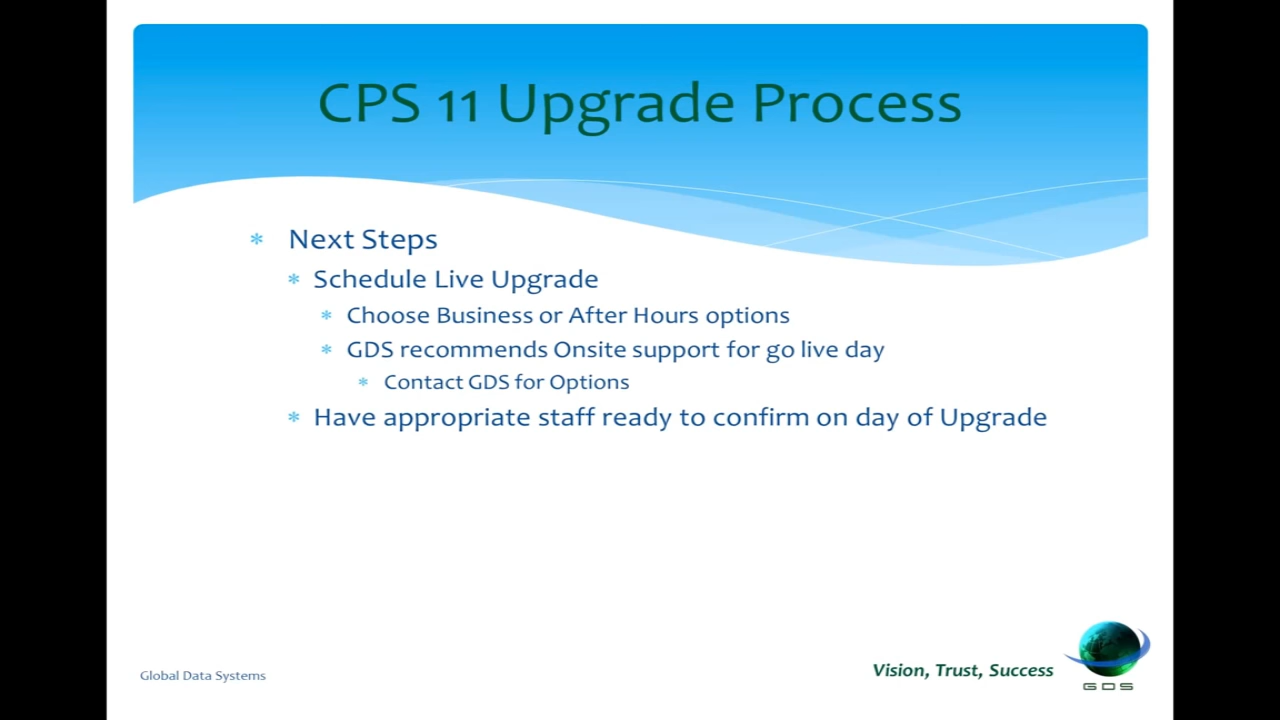 CPS 11 Upgrade Process
* Next Steps
* Schedule Live Upgrade
* Choose Business or After Hours options
* GDS recommends Onsite support for go live day
* Contact GDS for Options
* Have appropriate staff ready to confirm on day of Upgrade
Global Data Systems
Vision, Trust, Success
GDS